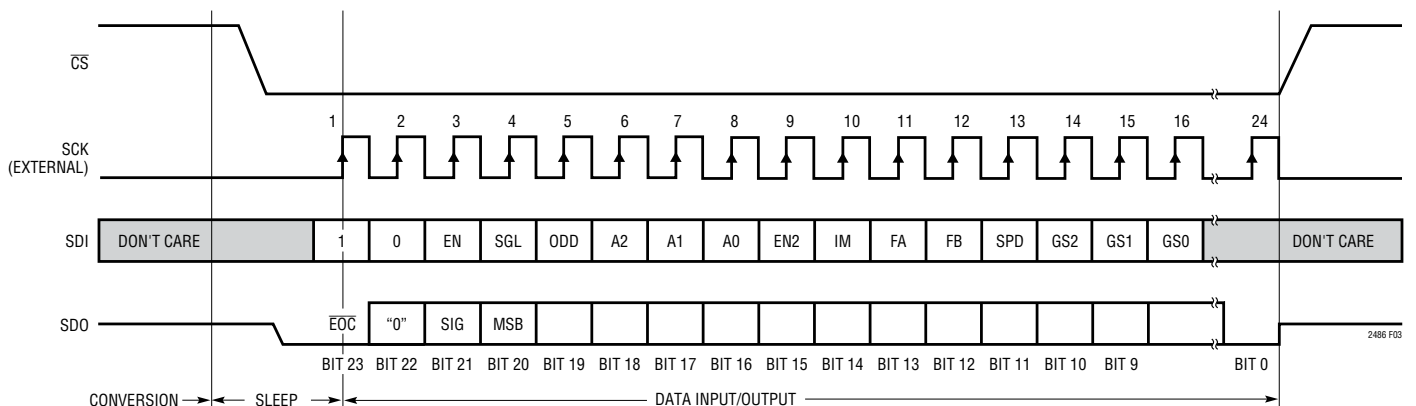 CS
1 2 3 4 5 6 7 8 9 10 11 12 13 14 15 16 24
SCK
(EXTERNAL)
SDI DON'T CARE 1 0 EN SGL ODD A2 A1 A0 EN2 IM FA FB SPD GS2 GS1 GS0 DON'T CARE
SDO EOC "0" SIG MSB
2486 F03
BIT 23 BIT 22 BIT 21 BIT 20 BIT 19 BIT 18 BIT 17 BIT 16 BIT 15 BIT 14 BIT 13 BIT 12 BIT 11 BIT 10 BIT 9 BIT 0
CONVERSION SLEEP DATA INPUT/OUTPUT